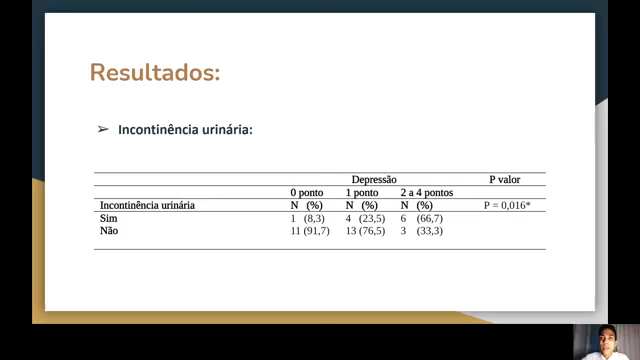 Resultados:
➢ Incontinência urinária:
Depressão P valor
0 ponto 1 ponto 2 a 4 pontos
Incontinência urinária N (%) N (%) N (%) P = 0,016*
Sim 1 (8,3) 4 (23,5) 6 (66,7)
Não 11 (91,7) 13 (76,5) 3 (33,3)